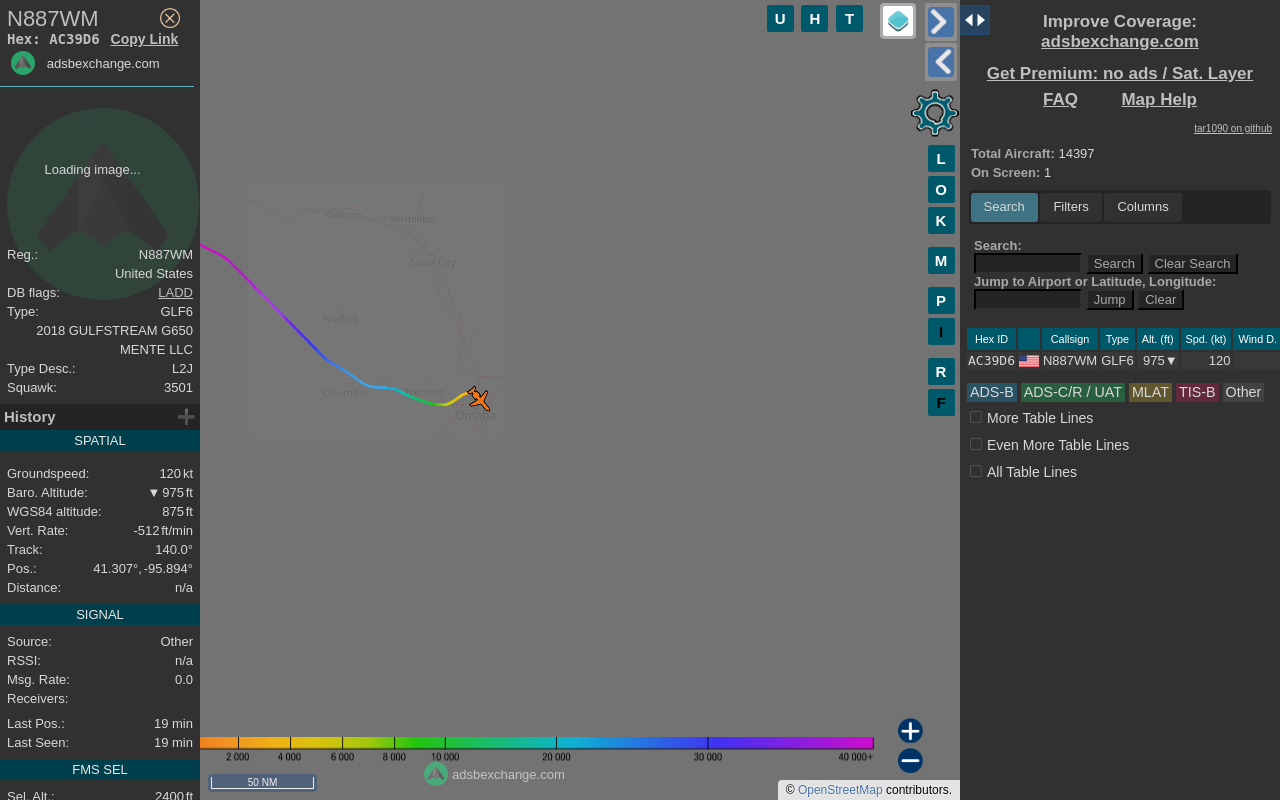 N887WM
Hex: AC39D6 Copy Link
adsbexchange.com
Loading image...
Reg.: N887WM
United States
DB flags: LADD
Type: GLF6
2018 GULFSTREAM G650
MENTE LLC
Type Desc.: L2J
Squawk: 3501
History
SPATIAL
Groundspeed: 120 kt
Baro. Altitude: ▼ 975 ft
WGS84 altitude: 875 ft
Vert. Rate: -512 ft/min
Track: 140.0°
Pos.: 41.307°, -95.894°
Distance: n/a
SIGNAL
Source: Other
RSSI: n/a
Msg. Rate: 0.0
Receivers:
Last Pos.: 19 min
Last Seen: 19 min
FMS SEL
Sel. Alt.: 2400 ft
U H T
L
O
K
M
P
I
R
F
Yankton
Vermillion
Sioux City
Norfolk
Columbus
Fremont
Omaha
2 000 4 000 6 000 8 000 10 000 20 000 30 000 40 000+
adsbexchange.com
50 NM
© OpenStreetMap contributors.
Improve Coverage:
adsbexchange.com
Get Premium: no ads / Sat. Layer
FAQ Map Help
tar1090 on github
Total Aircraft: 14397
On Screen: 1
Search Filters Columns
Search:
Search Clear Search
Jump to Airport or Latitude, Longitude:
Jump Clear
Hex ID Callsign Type Alt. (ft) Spd. (kt) Wind D.
AC39D6 N887WM GLF6 975▼ 120
ADS-B ADS-C/R / UAT MLAT TIS-B Other
More Table Lines
Even More Table Lines
All Table Lines